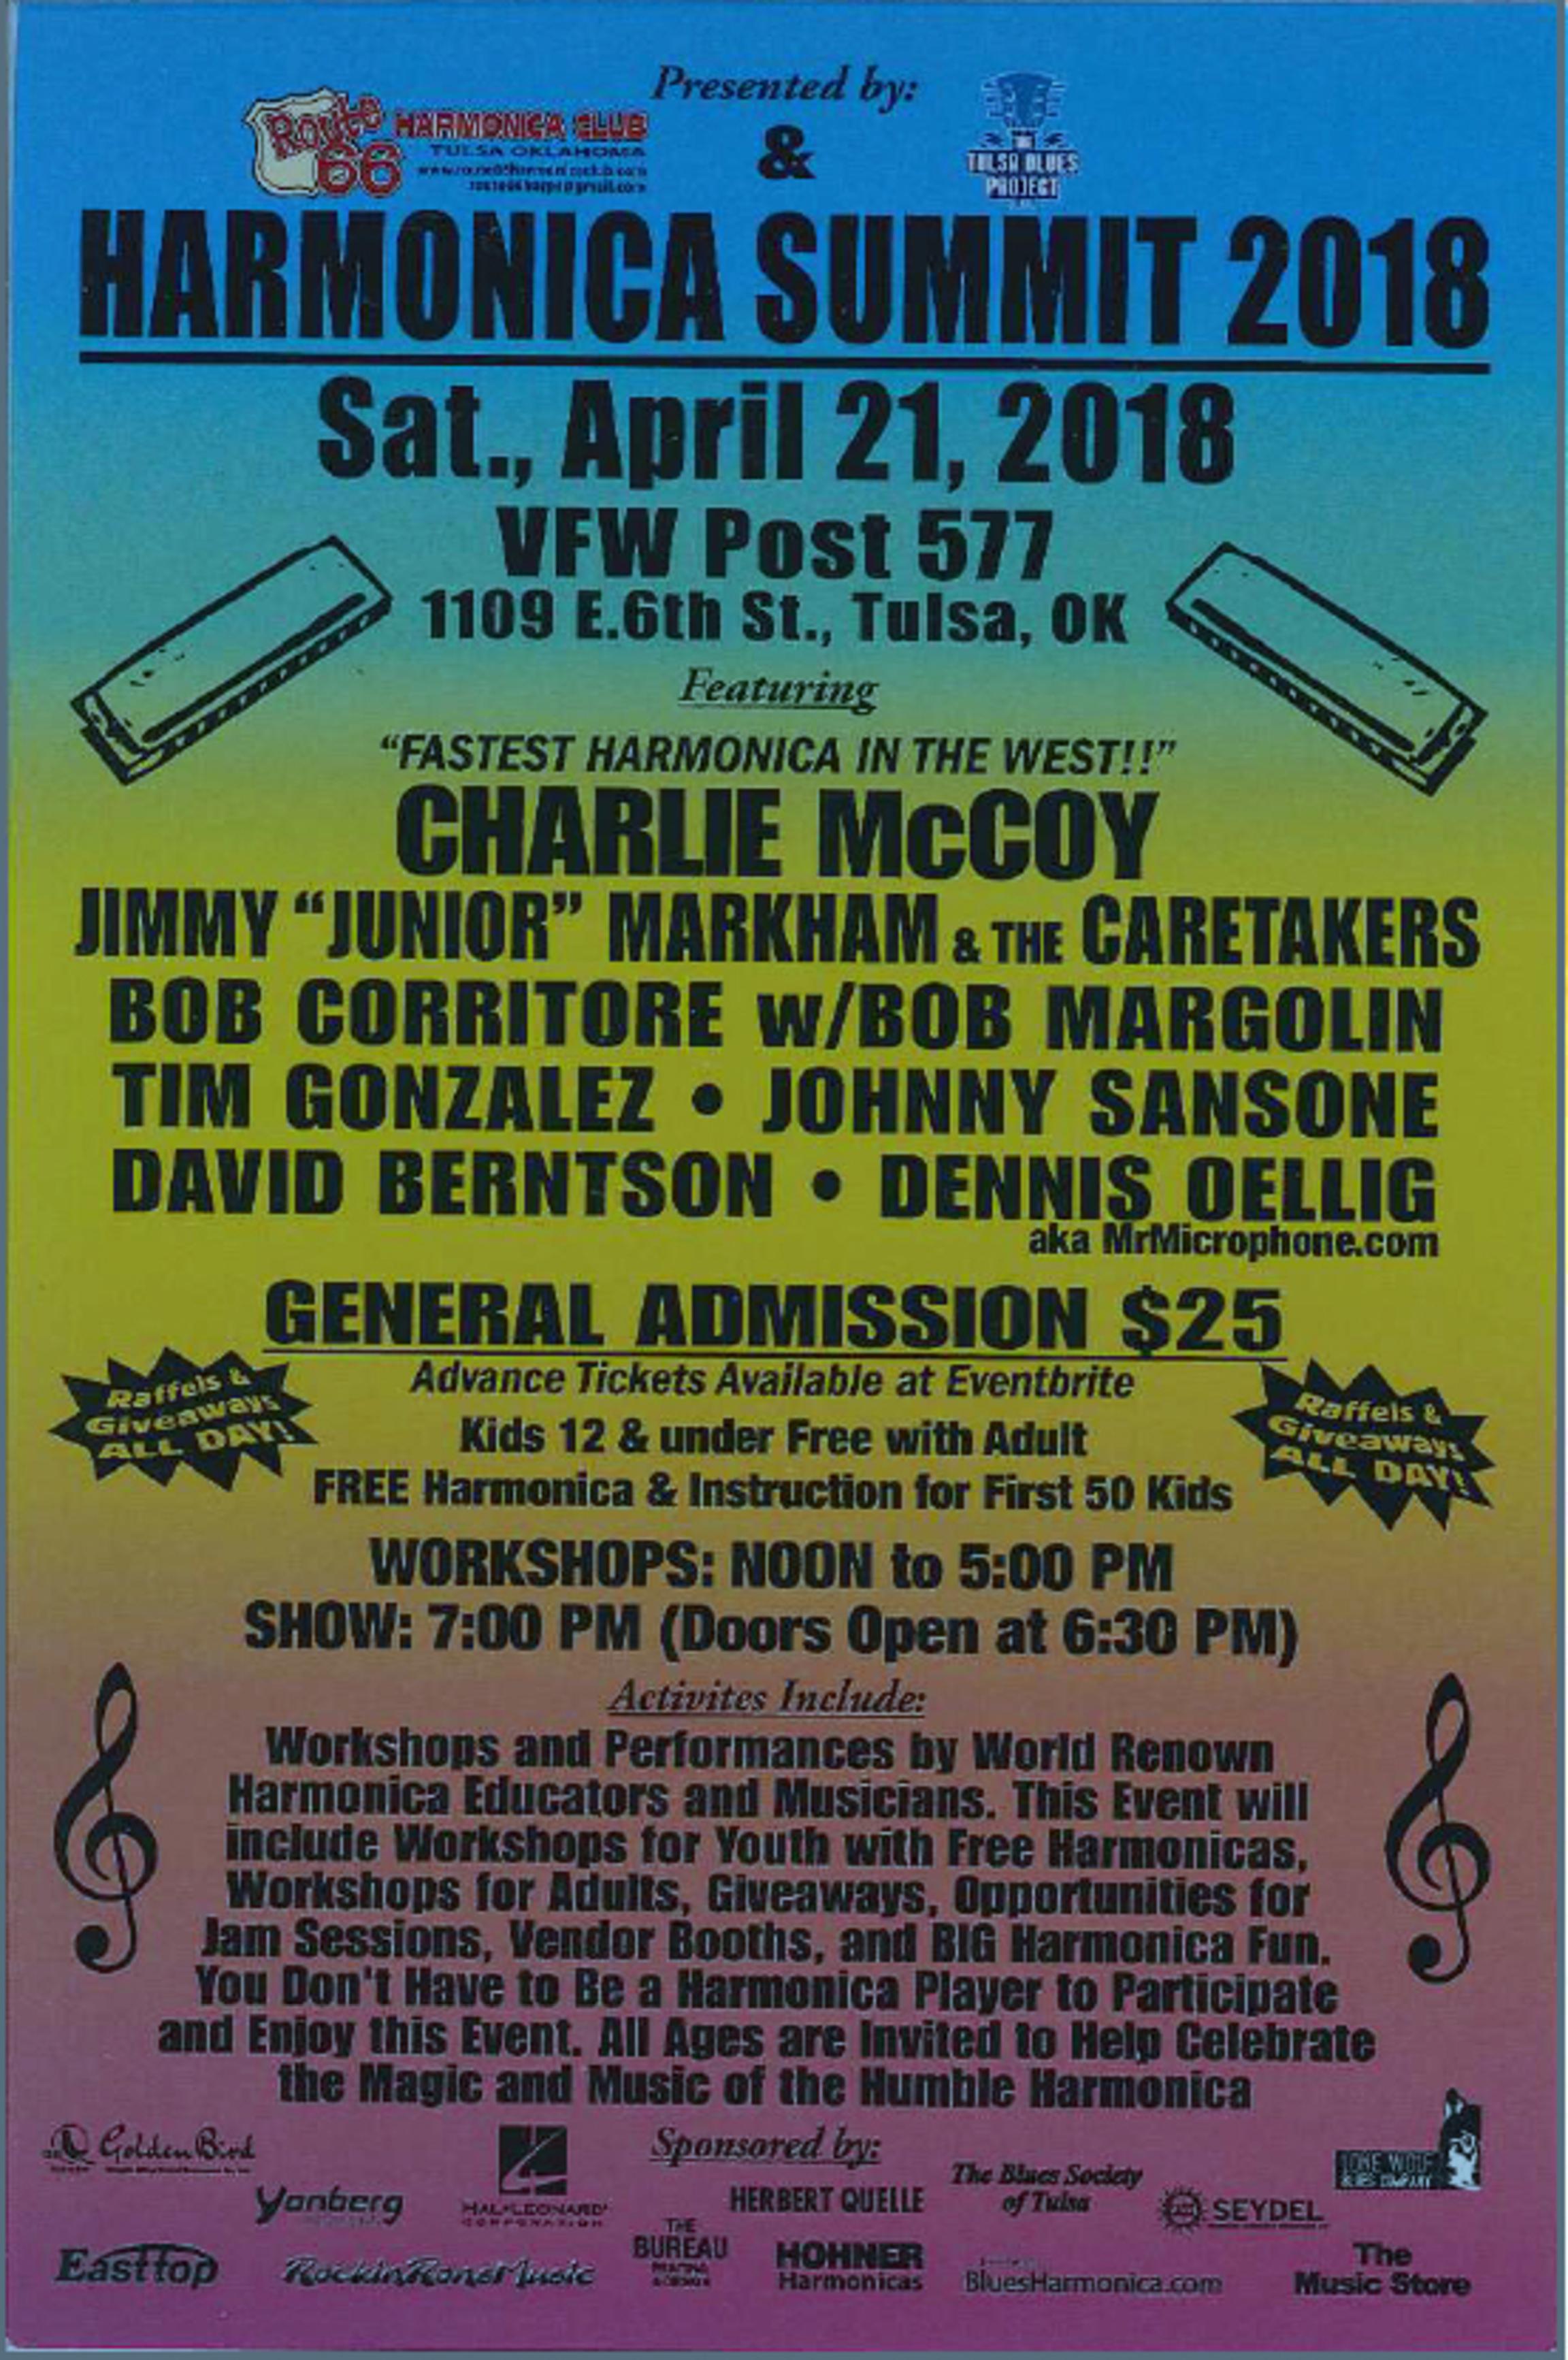 Presented by:
Route 66
HARMONICA CLUB
TULSA OKLAHOMA
&
THE
TULSA BLUES
PROJECT
HARMONICA SUMMIT 2018
Sat., April 21, 2018
VFW Post 577
1109 E.6th St., Tulsa, OK
Featuring
“FASTEST HARMONICA IN THE WEST!!”
CHARLIE McCOY
JIMMY “JUNIOR” MARKHAM & THE CARETAKERS
BOB CORRITORE w/BOB MARGOLIN
TIM GONZALEZ • JOHNNY SANSONE
DAVID BERNTSON • DENNIS OELLIG
aka MrMicrophone.com
GENERAL ADMISSION $25
Advance Tickets Available at Eventbrite
Kids 12 & under Free with Adult
FREE Harmonica & Instruction for First 50 Kids
Raffels &
Giveaways
ALL DAY!
Raffels &
Giveaways
ALL DAY!
WORKSHOPS: NOON to 5:00 PM
SHOW: 7:00 PM (Doors Open at 6:30 PM)
Activites Include:
Workshops and Performances by World Renown
Harmonica Educators and Musicians. This Event will
include Workshops for Youth with Free Harmonicas,
Workshops for Adults, Giveaways, Opportunities for
Jam Sessions, Vendor Booths, and BIG Harmonica Fun.
You Don't Have to Be a Harmonica Player to Participate
and Enjoy this Event. All Ages are Invited to Help Celebrate
the Magic and Music of the Humble Harmonica
Sponsored by:
Golden Bird
Yonberg
HAL•LEONARD
CORPORATION
HERBERT QUELLE
The Blues Society
of Tulsa
SEYDEL
LONE WOLF
BLUES COMPANY
Easttop
RockinRonsMusic
THE
BUREAU
HOHNER
Harmonicas
BluesHarmonica.com
The
Music Store